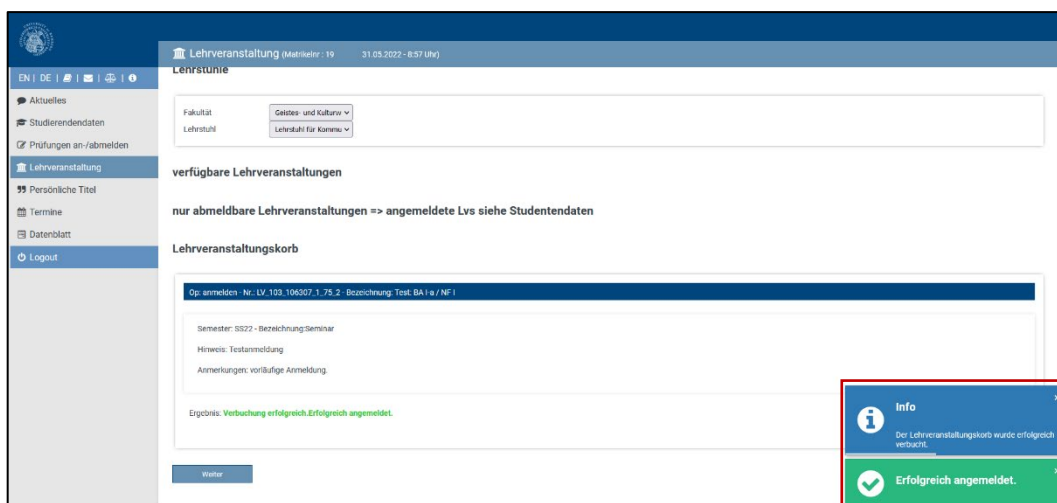 Lehrveranstaltung (Matrikelnr : 19 31.05.2022 - 8:57 Uhr)
EN | DE
Lehrstühle
Aktuelles
Studierendendaten
Prüfungen an-/abmelden
Lehrveranstaltung
Persönliche Titel
Termine
Datenblatt
Logout
Fakultät Geistes- und Kulturw
Lehrstuhl Lehrstuhl für Kommu
verfügbare Lehrveranstaltungen
nur abmeldbare Lehrveranstaltungen => angemeldete Lvs siehe Studentendaten
Lehrveranstaltungskorb
Op: anmelden - Nr.: LV_103_106307_1_75_2 - Bezeichnung: Test: BA I-a / NF I
Semester: SS22 - Bezeichnung:Seminar
Hinweis: Testanmeldung
Anmerkungen: vorläufige Anmeldung.
Ergebnis: Verbuchung erfolgreich.Erfolgreich angemeldet.
Weiter
Info
Der Lehrveranstaltungskorb wurde erfolgreich
verbucht.
Erfolgreich angemeldet.